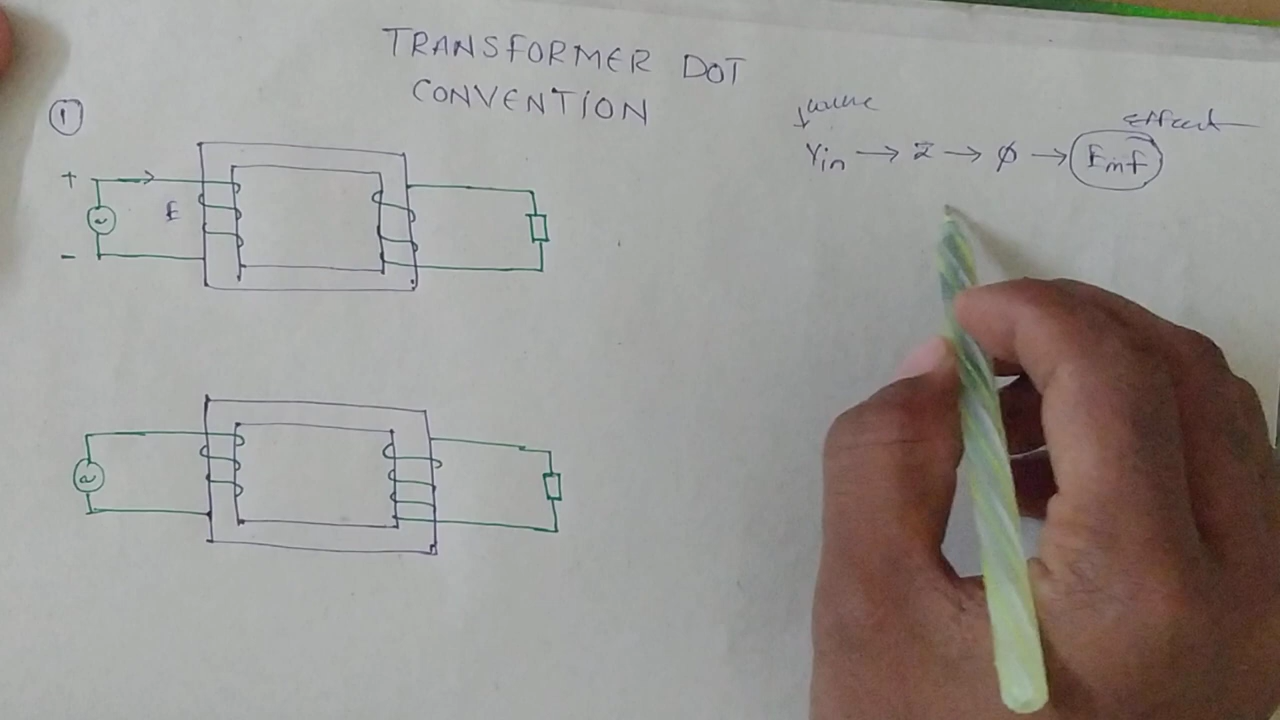 TRANSFORMER DOT
CONVENTION
①
cause
effect
Vin → I → φ → Emf
+
E
−